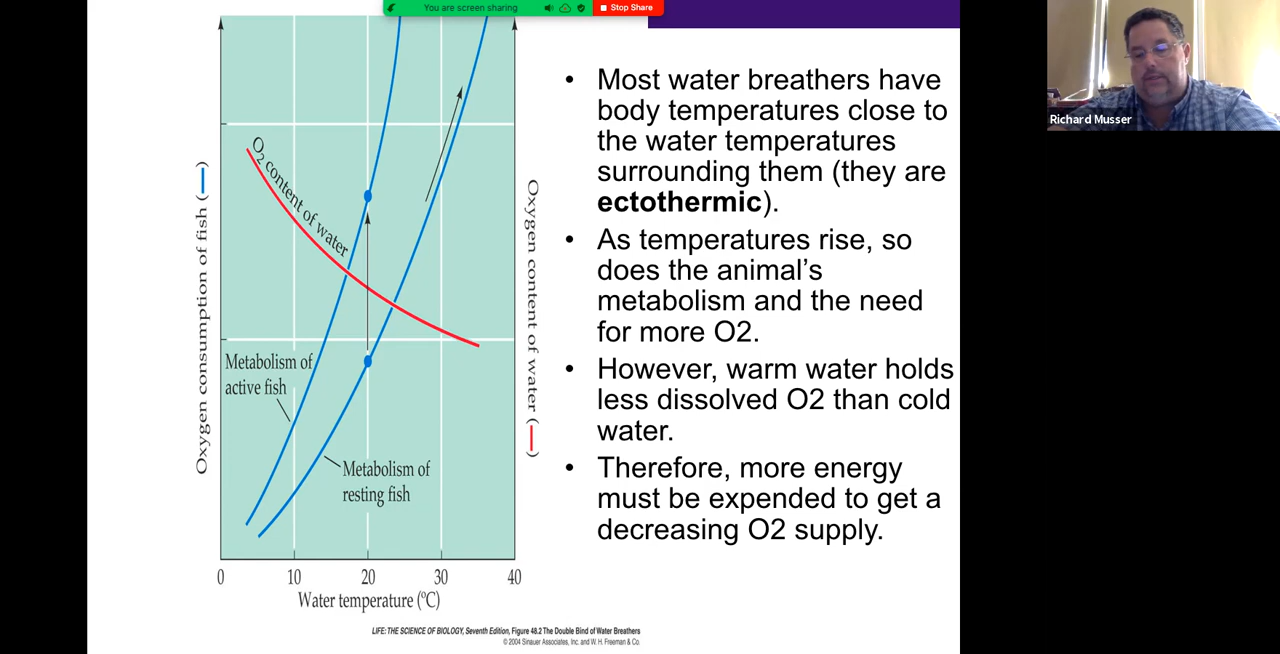 You are screen sharing
Stop Share
Richard Musser
Oxygen consumption of fish (—)
O2 content of water
Metabolism of
active fish
Metabolism of
resting fish
Oxygen content of water (—)
0 10 20 30 40
Water temperature (ºC)
• Most water breathers have
body temperatures close to
the water temperatures
surrounding them (they are
ectothermic).
• As temperatures rise, so
does the animal’s
metabolism and the need
for more O2.
• However, warm water holds
less dissolved O2 than cold
water.
• Therefore, more energy
must be expended to get a
decreasing O2 supply.
LIFE: THE SCIENCE OF BIOLOGY, Seventh Edition, Figure 48.2 The Double Bind of Water Breathers
© 2004 Sinauer Associates, Inc. and W. H. Freeman & Co.